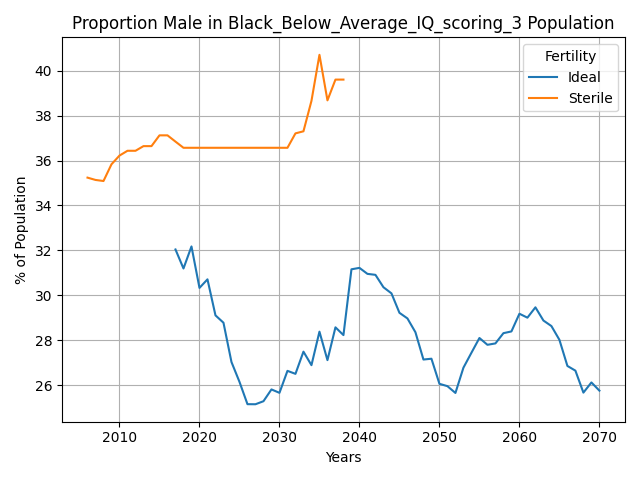 Proportion Male in Black_Below_Average_IQ_scoring_3 Population
Fertility
Ideal
Sterile
% of Population
40
38
36
34
32
30
28
26
2010
2020
2030
2040
2050
2060
2070
Years